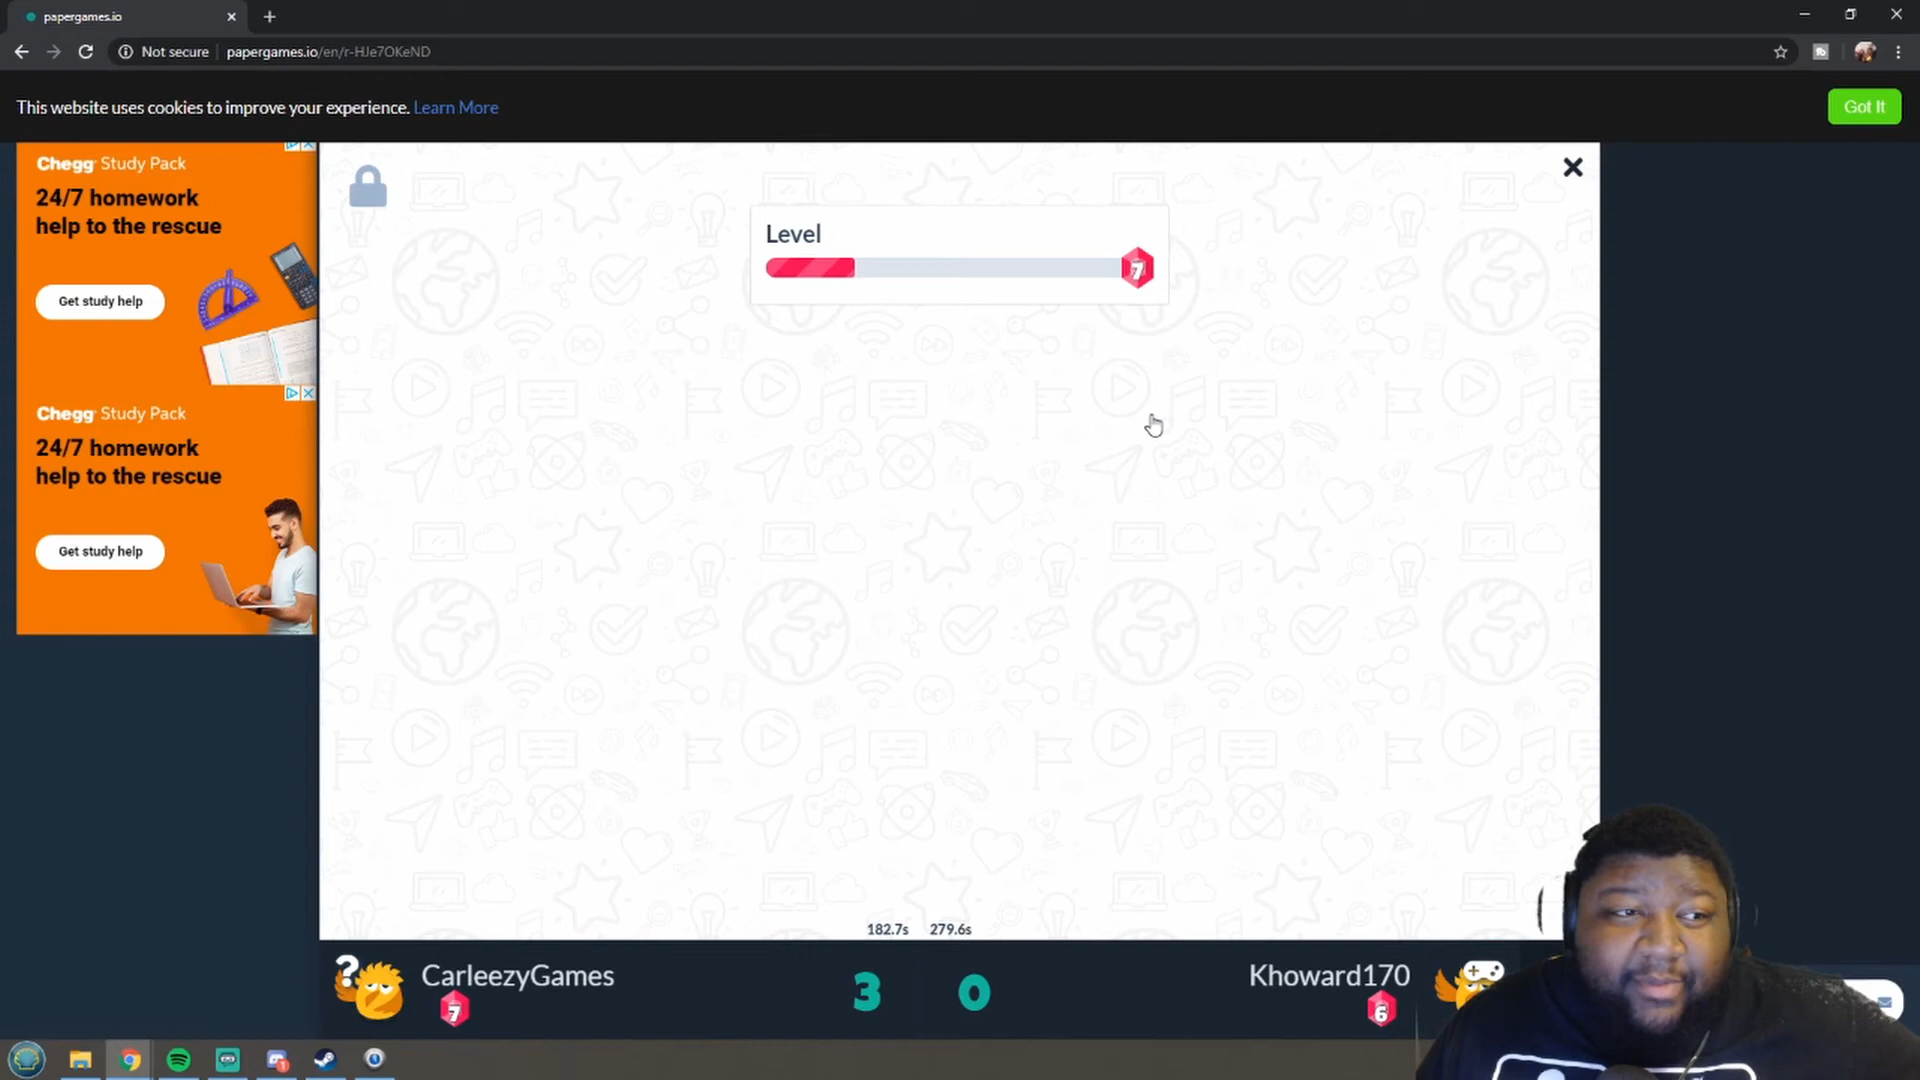 papergames.io
Not secure
papergames.io/en/r-HJe7OKeND
This website uses cookies to improve your experience. Learn More
Got It
Chegg Study Pack
24/7 homework
help to the rescue
Get study help
Chegg Study Pack
24/7 homework
help to the rescue
Get study help
Level
7
182.7s 279.6s
CarleezyGames
7
3 0
Khoward170
6